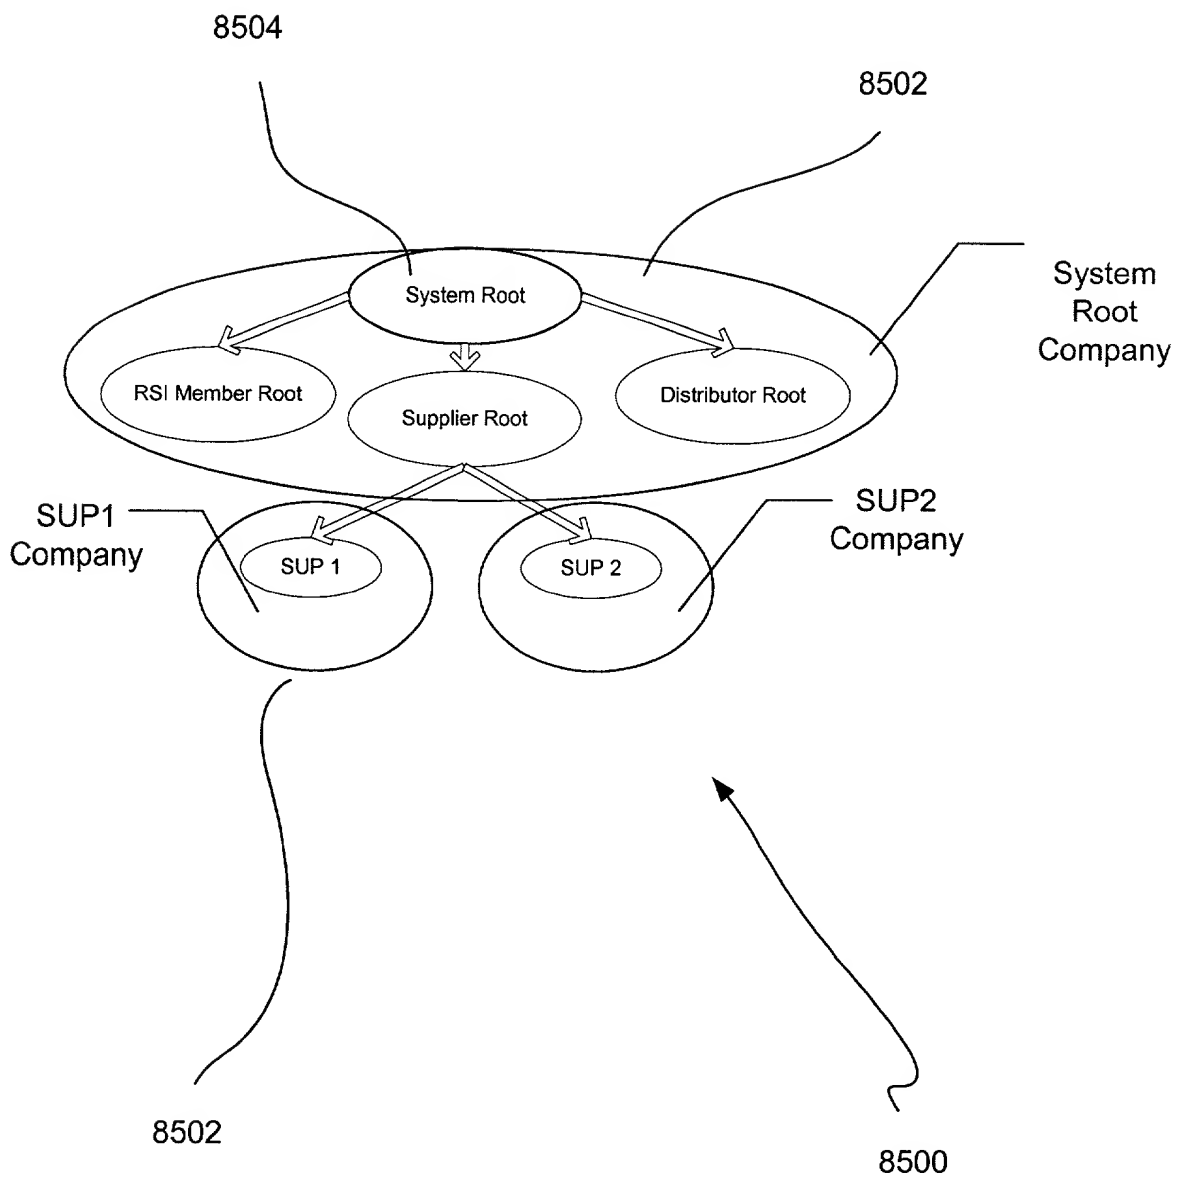 8504
8502
System
Root
Company
System Root
RSI Member Root
Supplier Root
Distributor Root
SUP1
Company
SUP2
Company
SUP 1
SUP 2
8502
8500